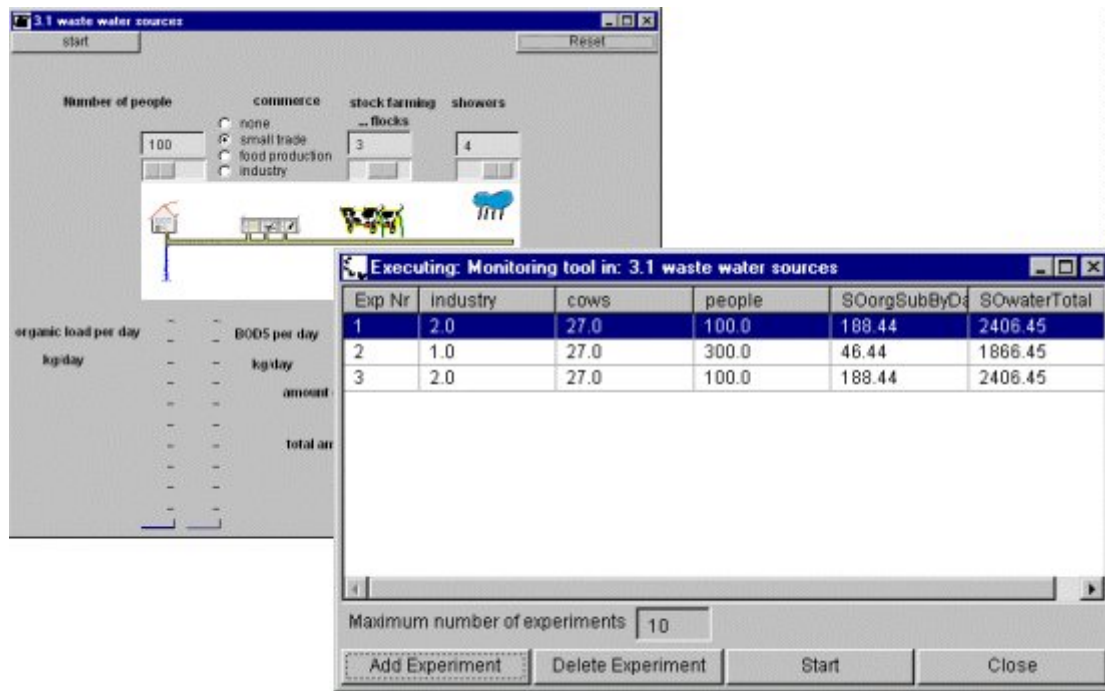 3.1 waste water sources
start Reset
Number of people commerce stock farming showers
... flocks
none
small trade
food production
industry
100 3 4
Executing: Monitoring tool in: 3.1 waste water sources
Exp Nr industry cows people SOorgSubByDa SOwaterTotal
1 2.0 27.0 100.0 188.44 2406.45
2 1.0 27.0 300.0 46.44 1866.45
3 2.0 27.0 100.0 188.44 2406.45
organic load per day BOD5 per day
kg/day kg/day
amount
total am
Maximum number of experiments 10
Add Experiment Delete Experiment Start Close